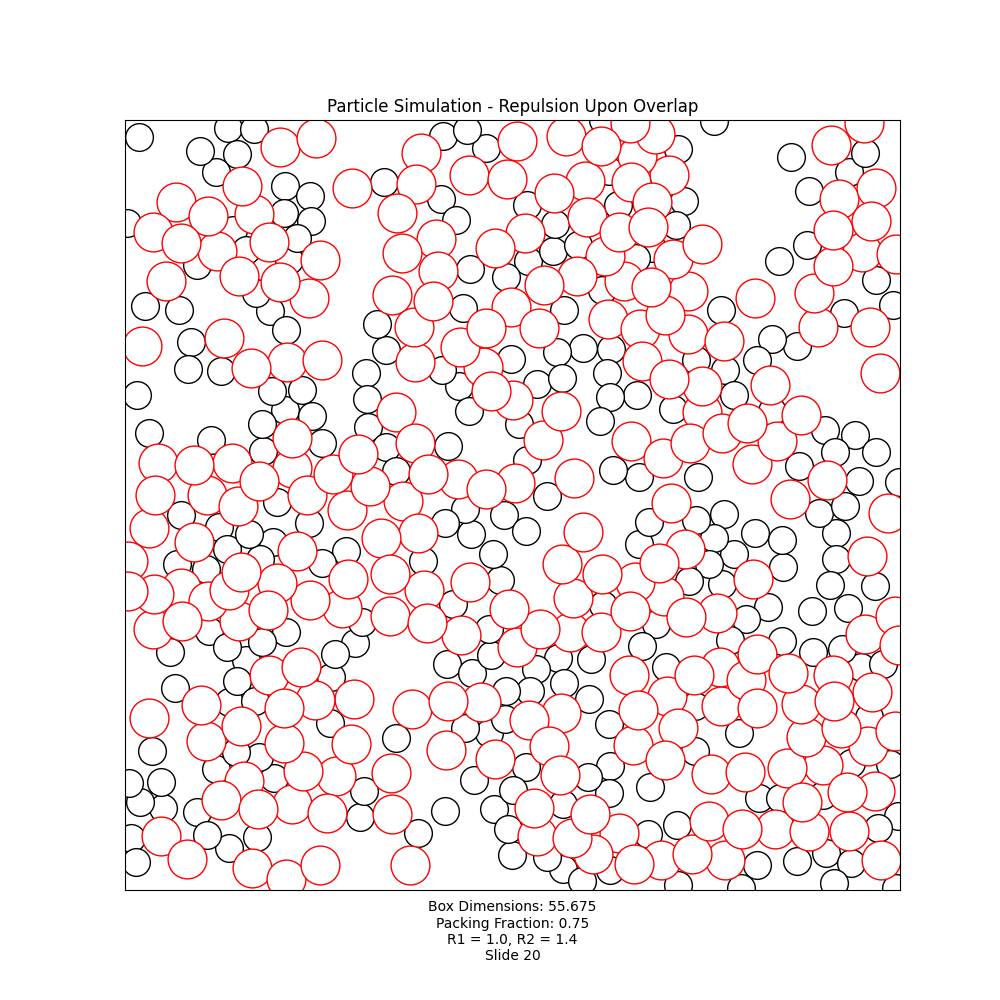 Particle Simulation - Repulsion Upon Overlap
Box Dimensions: 55.675
Packing Fraction: 0.75
R1 = 1.0, R2 = 1.4
Slide 20